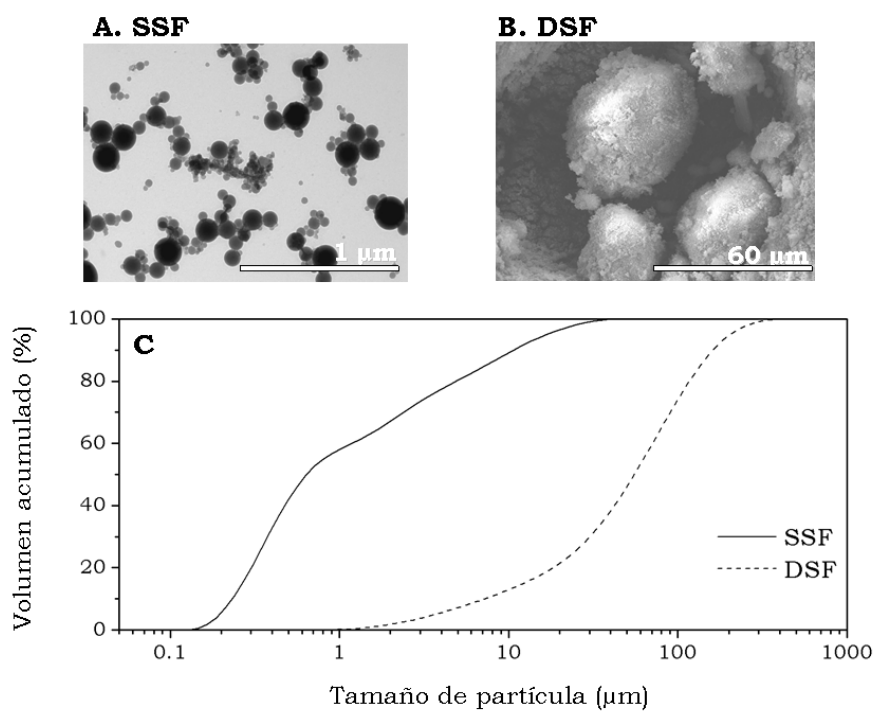 A. SSF
B. DSF
1 µm
60 µm
C
Volumen acumulado (%)
100
80
60
40
20
0
SSF
DSF
0.1
1
10
100
1000
Tamaño de partícula (µm)